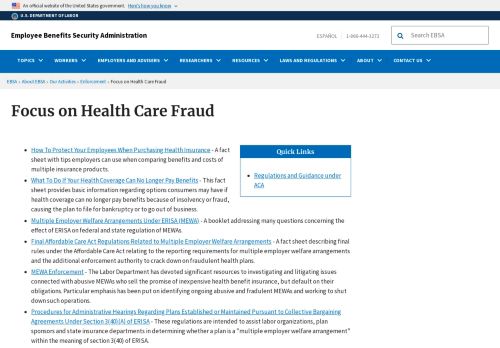 An official website of the United States government. Here's how you know
U.S. DEPARTMENT OF LABOR
Employee Benefits Security Administration
ESPAÑOL | 1-866-444-3272
Search EBSA
TOPICS WORKERS EMPLOYERS AND ADVISERS RESEARCHERS RESOURCES LAWS AND REGULATIONS ABOUT CONTACT US
EBSA » About EBSA » Our Activities » Enforcement » Focus on Health Care Fraud
Focus on Health Care Fraud
How To Protect Your Employees When Purchasing Health Insurance - A fact
sheet with tips employers can use when comparing benefits and costs of
multiple insurance products.
What To Do if Your Health Coverage Can No Longer Pay Benefits - This fact
sheet provides basic information regarding options consumers may have if
health coverage can no longer pay benefits because of insolvency or fraud,
causing the plan to file for bankruptcy or to go out of business.
Multiple Employer Welfare Arrangements Under ERISA (MEWA) - A booklet addressing many questions concerning the
effect of ERISA on federal and state regulation of MEWAs.
Final Affordable Care Act Regulations Related to Multiple Employer Welfare Arrangements - A fact sheet describing final
rules under the Affordable Care Act relating to the reporting requirements for multiple employer welfare arrangements
and the additional enforcement authority to crack down on fraudulent health plans.
MEWA Enforcement - The Labor Department has devoted significant resources to investigating and litigating issues
connected with abusive MEWAs who sell the promise of inexpensive health benefit insurance, but default on their
obligations. Particular emphasis has been put on identifying ongoing abusive and fraudulent MEWAs and working to shut
down such operations.
Procedures for Administrative Hearings Regarding Plans Established or Maintained Pursuant to Collective Bargaining
Agreements Under Section 3(40)(A) of ERISA - These regulations are intended to assist labor organizations, plan
sponsors and state insurance departments in determining whether a plan is a "multiple employer welfare arrangement"
within the meaning of section 3(40) of ERISA.
Quick Links
Regulations and Guidance under
ACA